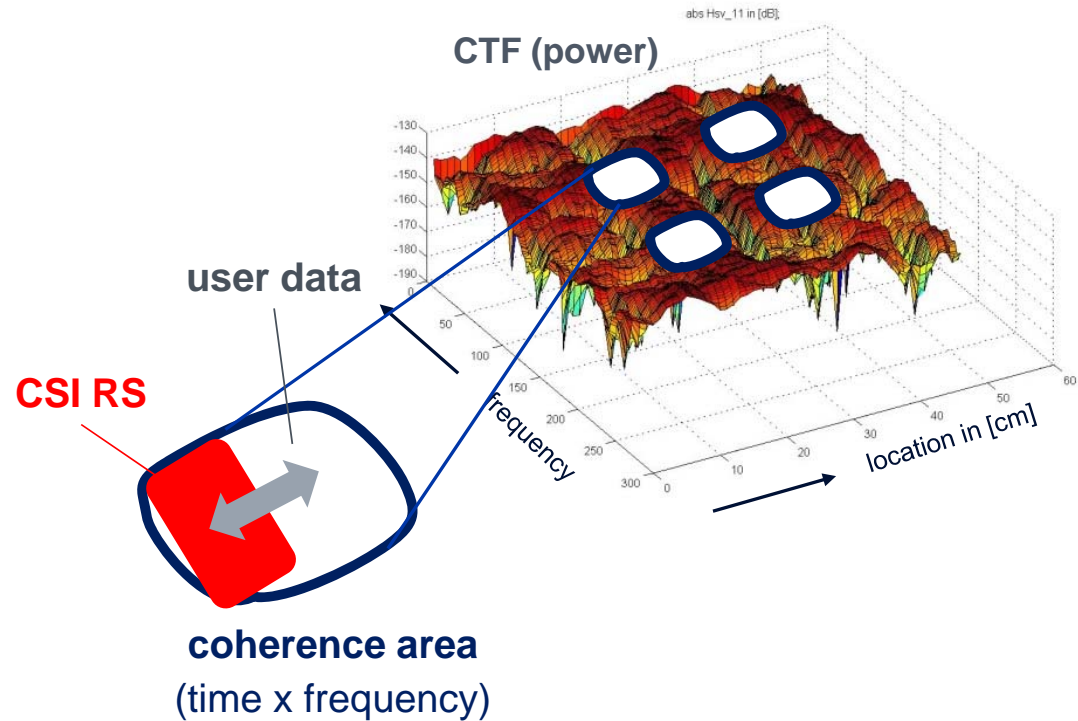 abs Hsv_11 in [dB];
CTF (power)
-130
-140
-150
-160
-170
-180
-190
0
50
100
150
200
250
300
0
10
20
30
40
50
60
frequency
location in [cm]
user data
CSI RS
coherence area
(time x frequency)